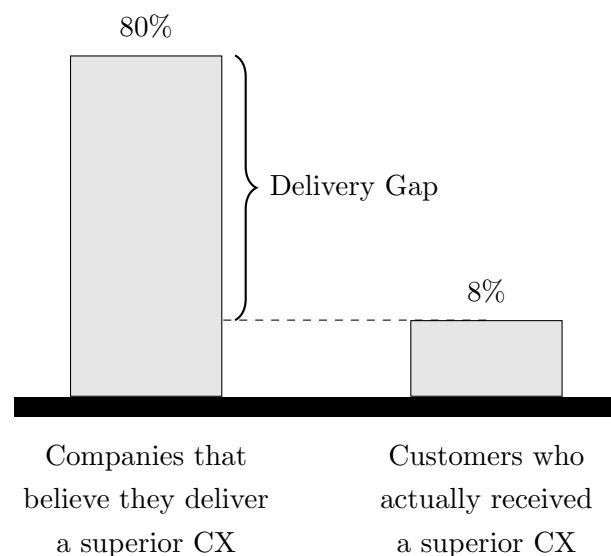 80%
Delivery Gap
8%
Companies that
believe they deliver
a superior CX
Customers who
actually received
a superior CX